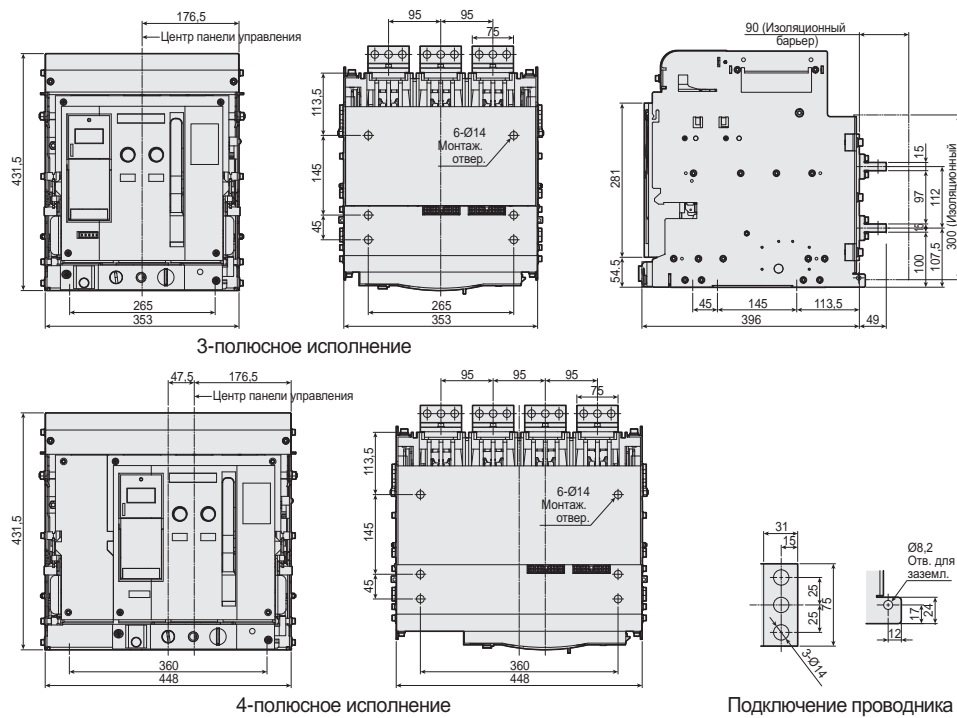 176,5
Центр панели управления
431,5
265
353
95
95
75
113,5
6-Ø14
Монтаж.
отвер.
145
45
265
353
90 (Изоляционный
барьер)
281
54,5
15
97
112
15
100
107,5
300 (Изоляционный
45
145
113,5
396
49
3-полюсное исполнение
47,5
176,5
Центр панели управления
431,5
360
448
95
95
95
75
113,5
6-Ø14
Монтаж.
отвер.
145
45
360
448
31
15
25
25
75
3-Ø14
Ø8,2
Отв. для
заземл.
17
24
12
4-полюсное исполнение
Подключение проводника